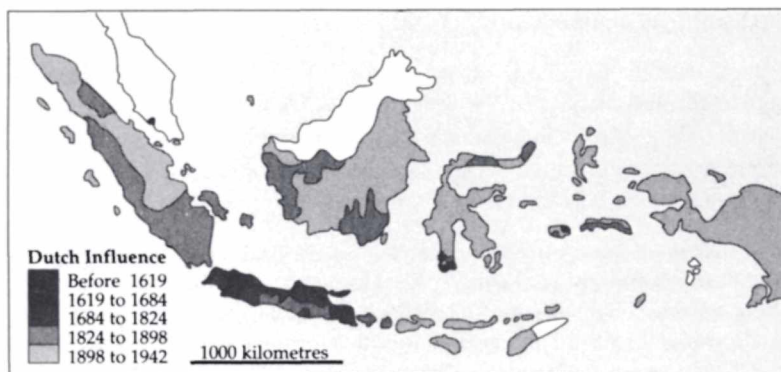 Dutch Influence
Before 1619
1619 to 1684
1684 to 1824
1824 to 1898
1898 to 1942
1000 kilometres